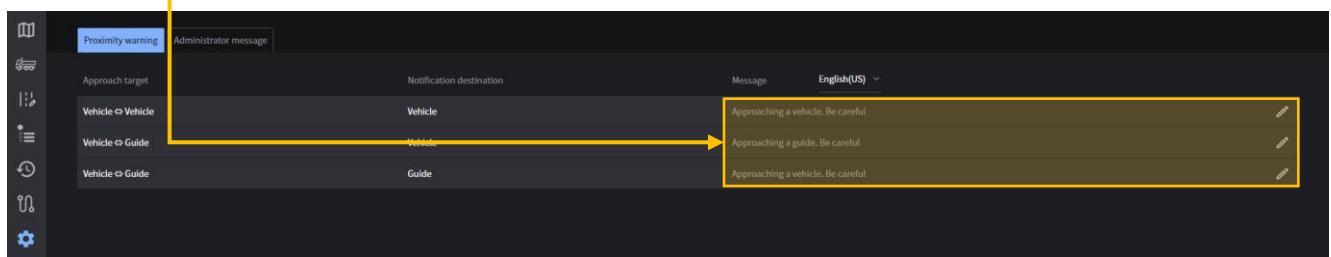 Proximity warning Administrator message
Approach target Notification destination Message English(US)
Vehicle ⇔ Vehicle Vehicle Approaching a vehicle. Be careful
Vehicle ⇔ Guide Vehicle Approaching a guide. Be careful
Vehicle ⇔ Guide Guide Approaching a vehicle. Be careful